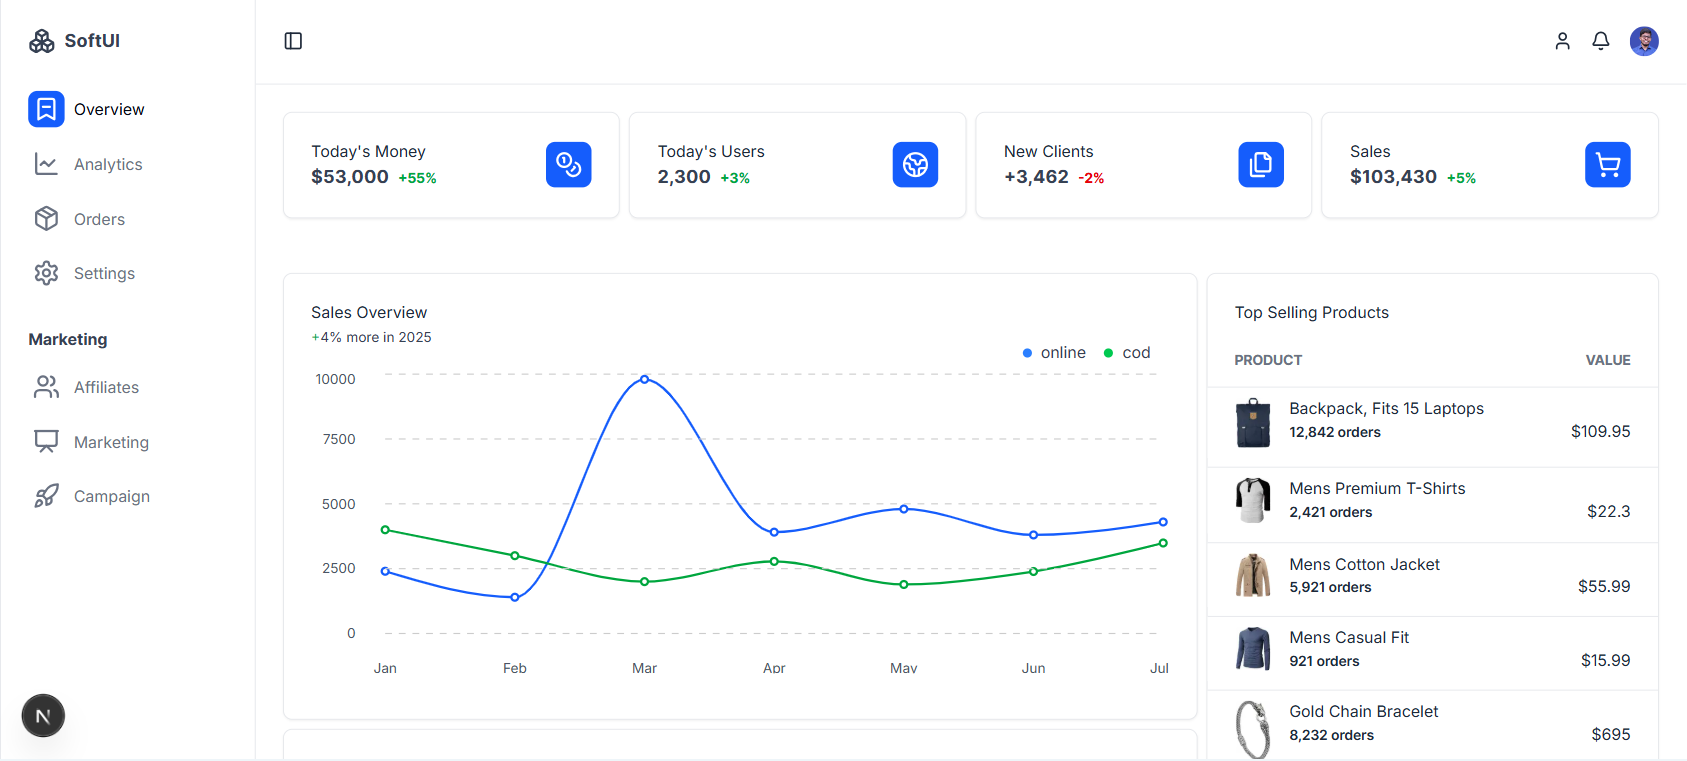 SoftUI
Overview
Analytics
Orders
Settings
Marketing
Affiliates
Marketing
Campaign
N
Today's Money
$53,000 +55%
Today's Users
2,300 +3%
New Clients
+3,462 -2%
Sales
$103,430 +5%
Sales Overview
+4% more in 2025
online cod
10000
7500
5000
2500
0
Jan Feb Mar Apr May Jun Jul
Top Selling Products
PRODUCT VALUE
Backpack, Fits 15 Laptops
12,842 orders
$109.95
Mens Premium T-Shirts
2,421 orders
$22.3
Mens Cotton Jacket
5,921 orders
$55.99
Mens Casual Fit
921 orders
$15.99
Gold Chain Bracelet
8,232 orders
$695